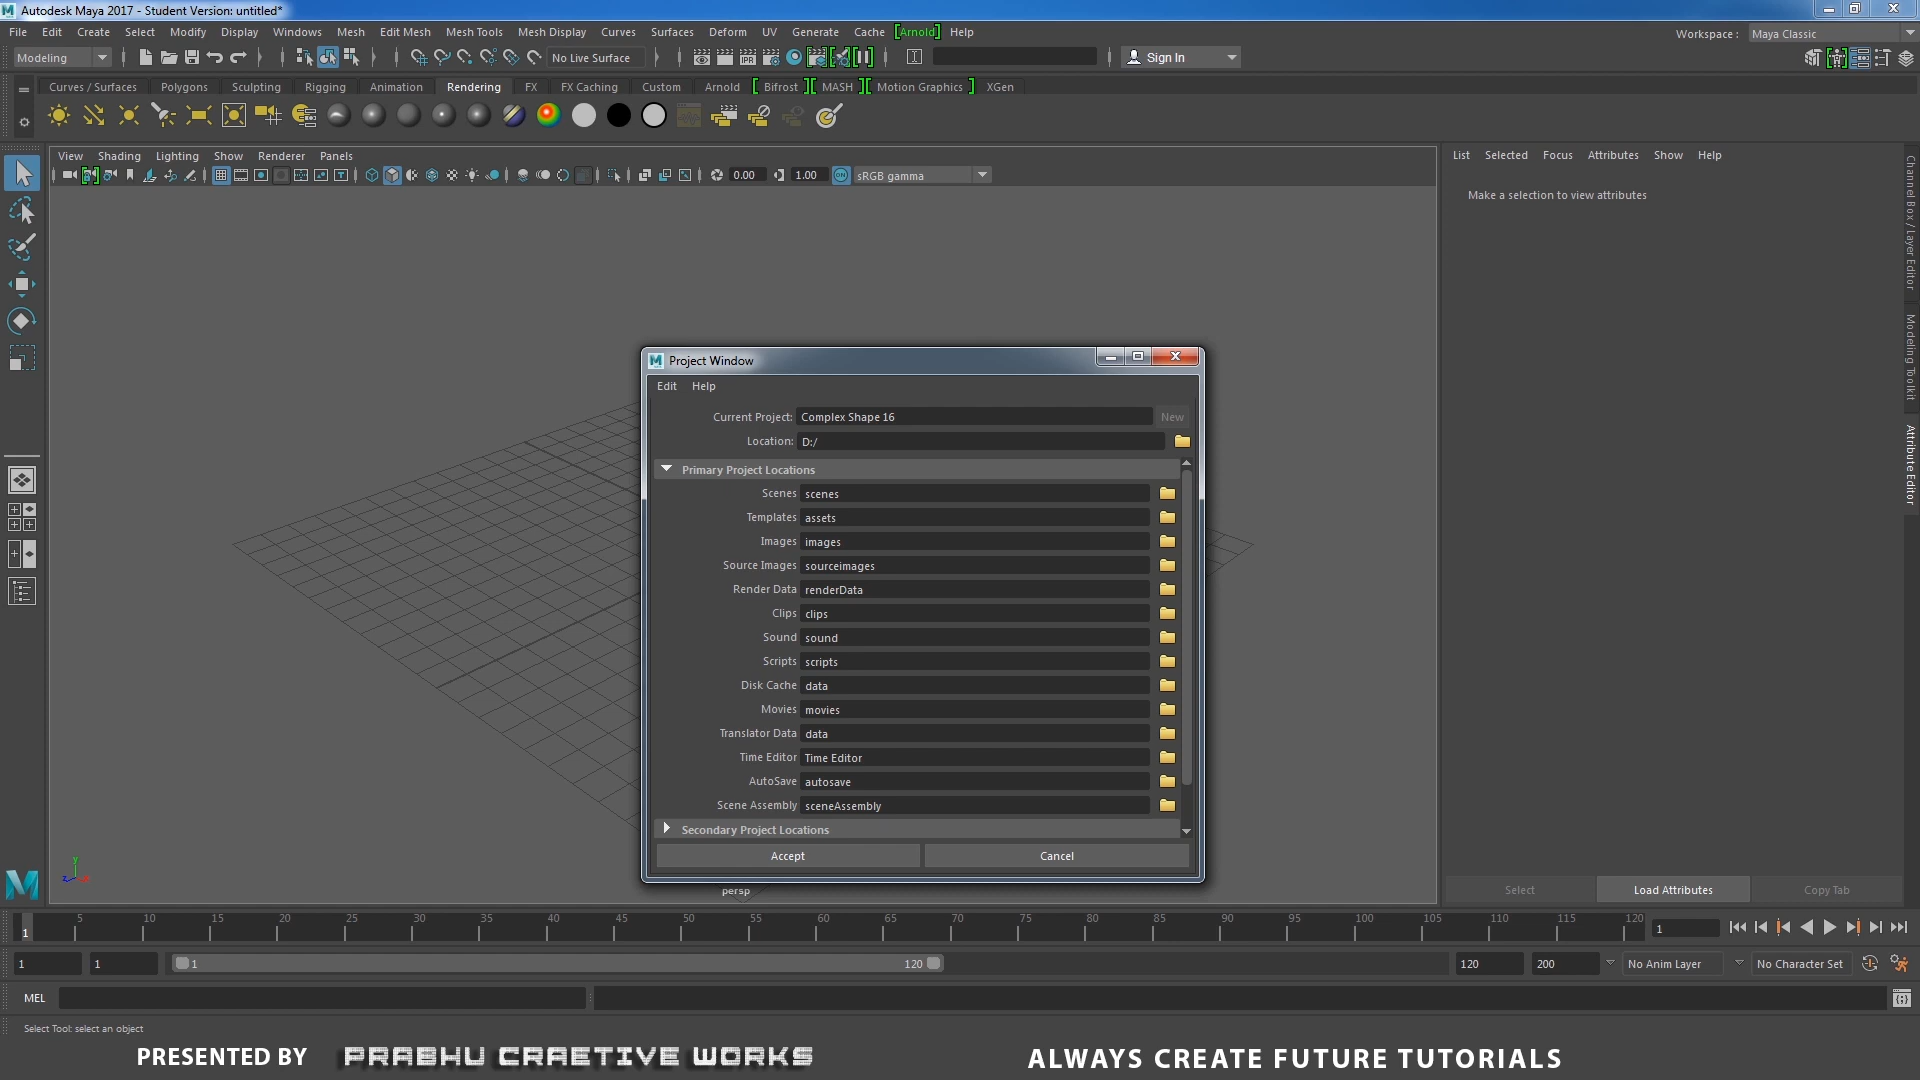 Autodesk Maya 2017 - Student Version: untitled*
File Edit Create Select Modify Display Windows Mesh Edit Mesh Mesh Tools Mesh Display Curves Surfaces Deform UV Generate Cache [Arnold] Help
Workspace : Maya Classic
Modeling No Live Surface IPR Sign In
Curves / Surfaces Polygons Sculpting Rigging Animation Rendering FX FX Caching Custom Arnold [ Bifrost ][ MASH ][ Motion Graphics ] XGen
View Shading Lighting Show Renderer Panels
0.00 1.00 ON sRGB gamma
List Selected Focus Attributes Show Help
Make a selection to view attributes
Channel Box / Layer Editor
Modeling Toolkit
Attribute Editor
Project Window
Edit Help
Current Project: Complex Shape 16 New
Location: D:/
Primary Project Locations
Scenes scenes
Templates assets
Images images
Source Images sourceimages
Render Data renderData
Clips clips
Sound sound
Scripts scripts
Disk Cache data
Movies movies
Translator Data data
Time Editor Time Editor
AutoSave autosave
Scene Assembly sceneAssembly
Secondary Project Locations
Accept Cancel
y
z
persp
Select Load Attributes Copy Tab
5 10 15 20 25 30 35 40 45 50 55 60 65 70 75 80 85 90 95 100 105 110 115 120
1 1
1 1 1 120 120 200 No Anim Layer No Character Set
MEL
Select Tool: select an object
PRESENTED BY PRABHU CRAETIVE WORKS ALWAYS CREATE FUTURE TUTORIALS